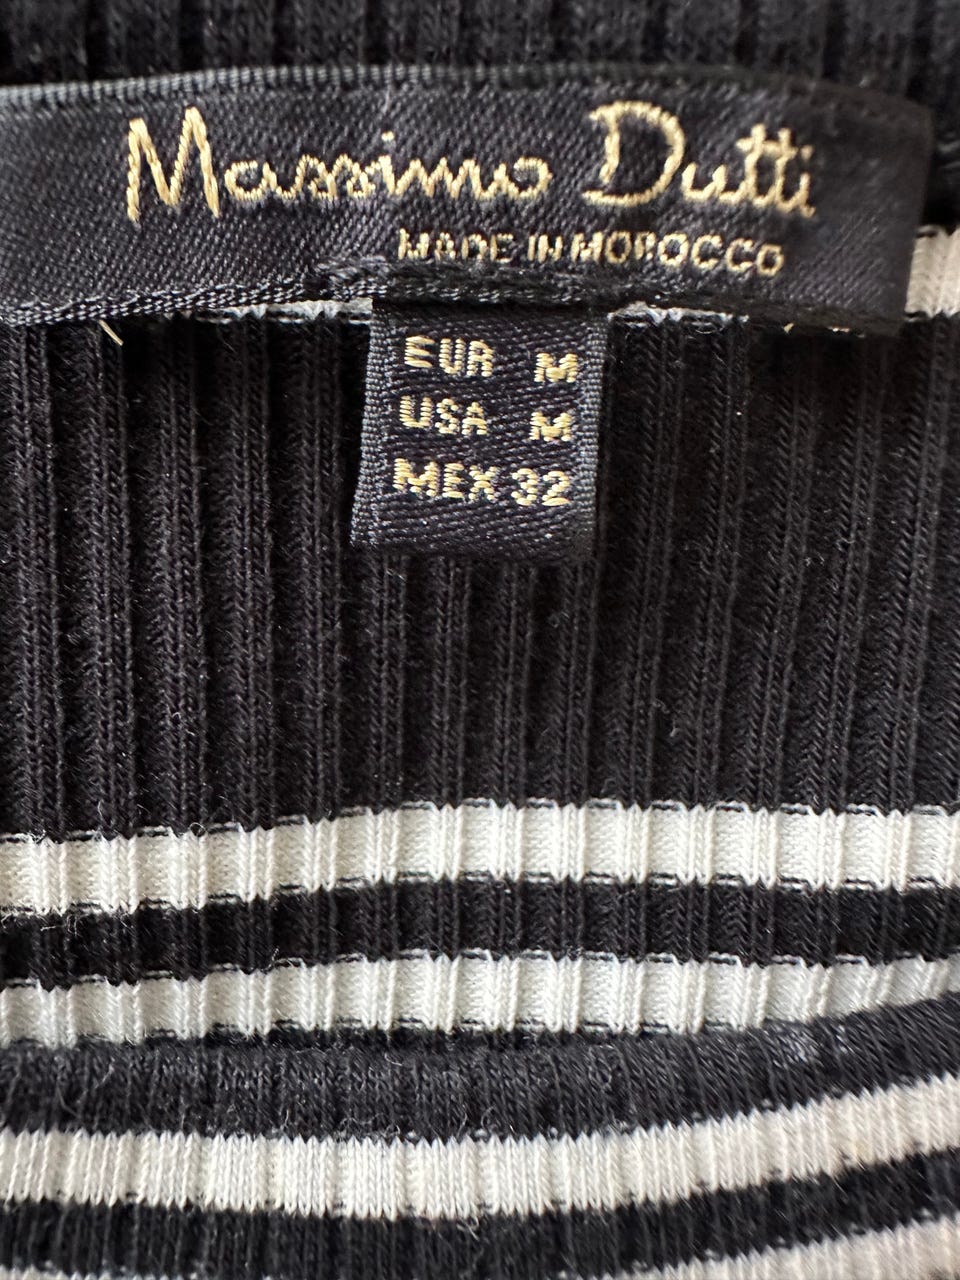 Massimo Dutti
MADE IN MOROCCO
EUR M
USA M
MEX 32